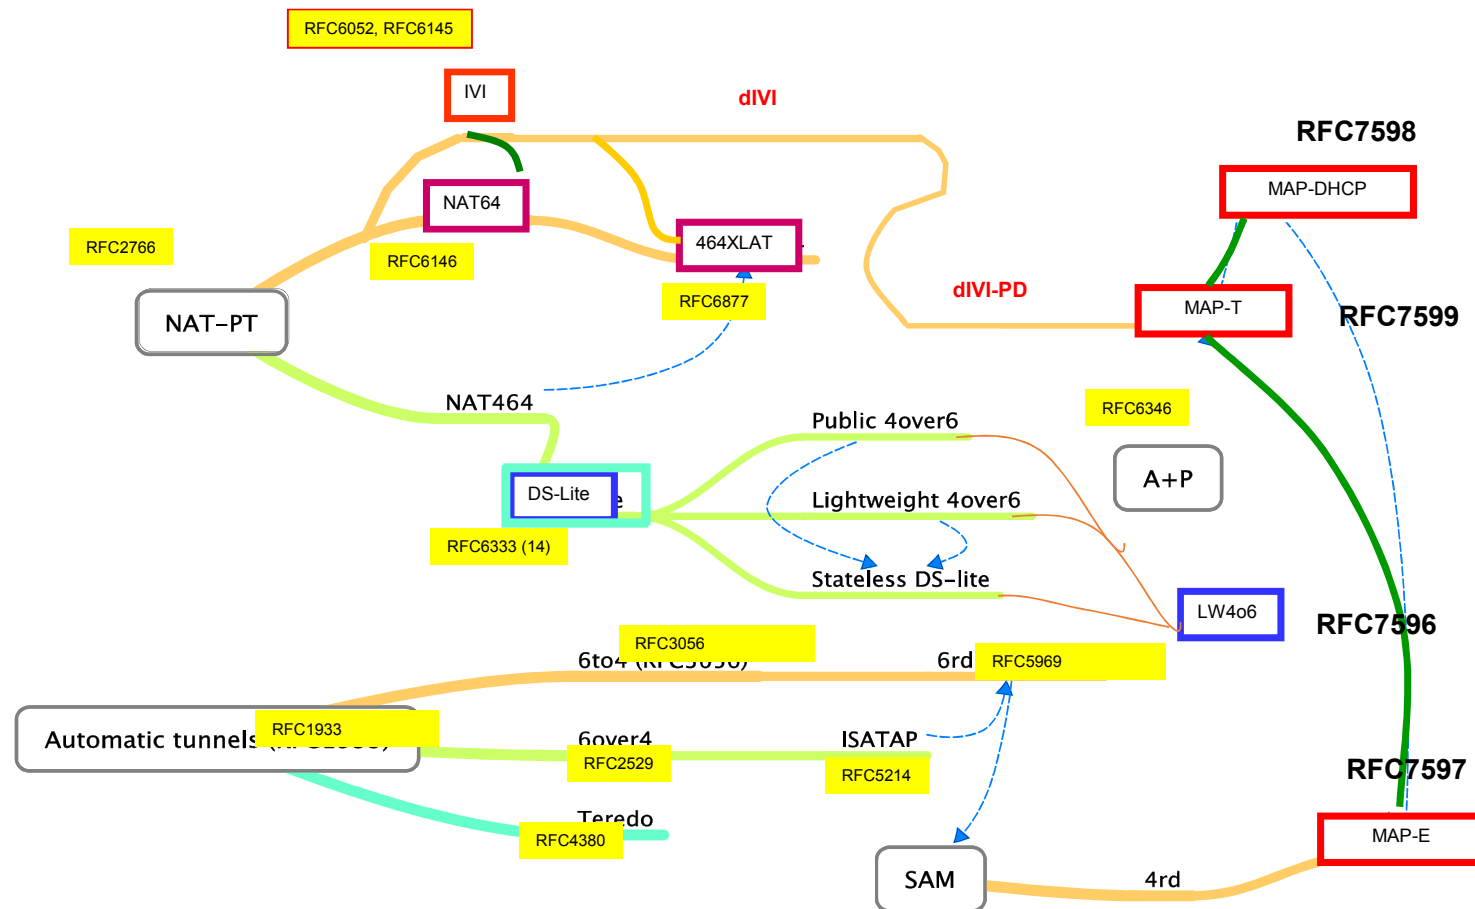 RFC6052, RFC6145
IVI
dIVI
RFC7598
MAP-DHCP
NAT64
464XLAT
RFC2766
RFC6146
RFC6877
dIVI-PD
MAP-T
RFC7599
NAT-PT
NAT464
RFC6346
Public 4over6
A+P
DS-Lite
Lightweight 4over6
RFC6333 (14)
Stateless DS-lite
LW4o6
RFC7596
RFC3056
6to4
6rd
RFC5969
RFC1933
Automatic tunnels
6over4
ISATAP
RFC2529
RFC5214
RFC7597
Teredo
RFC4380
MAP-E
SAM
4rd